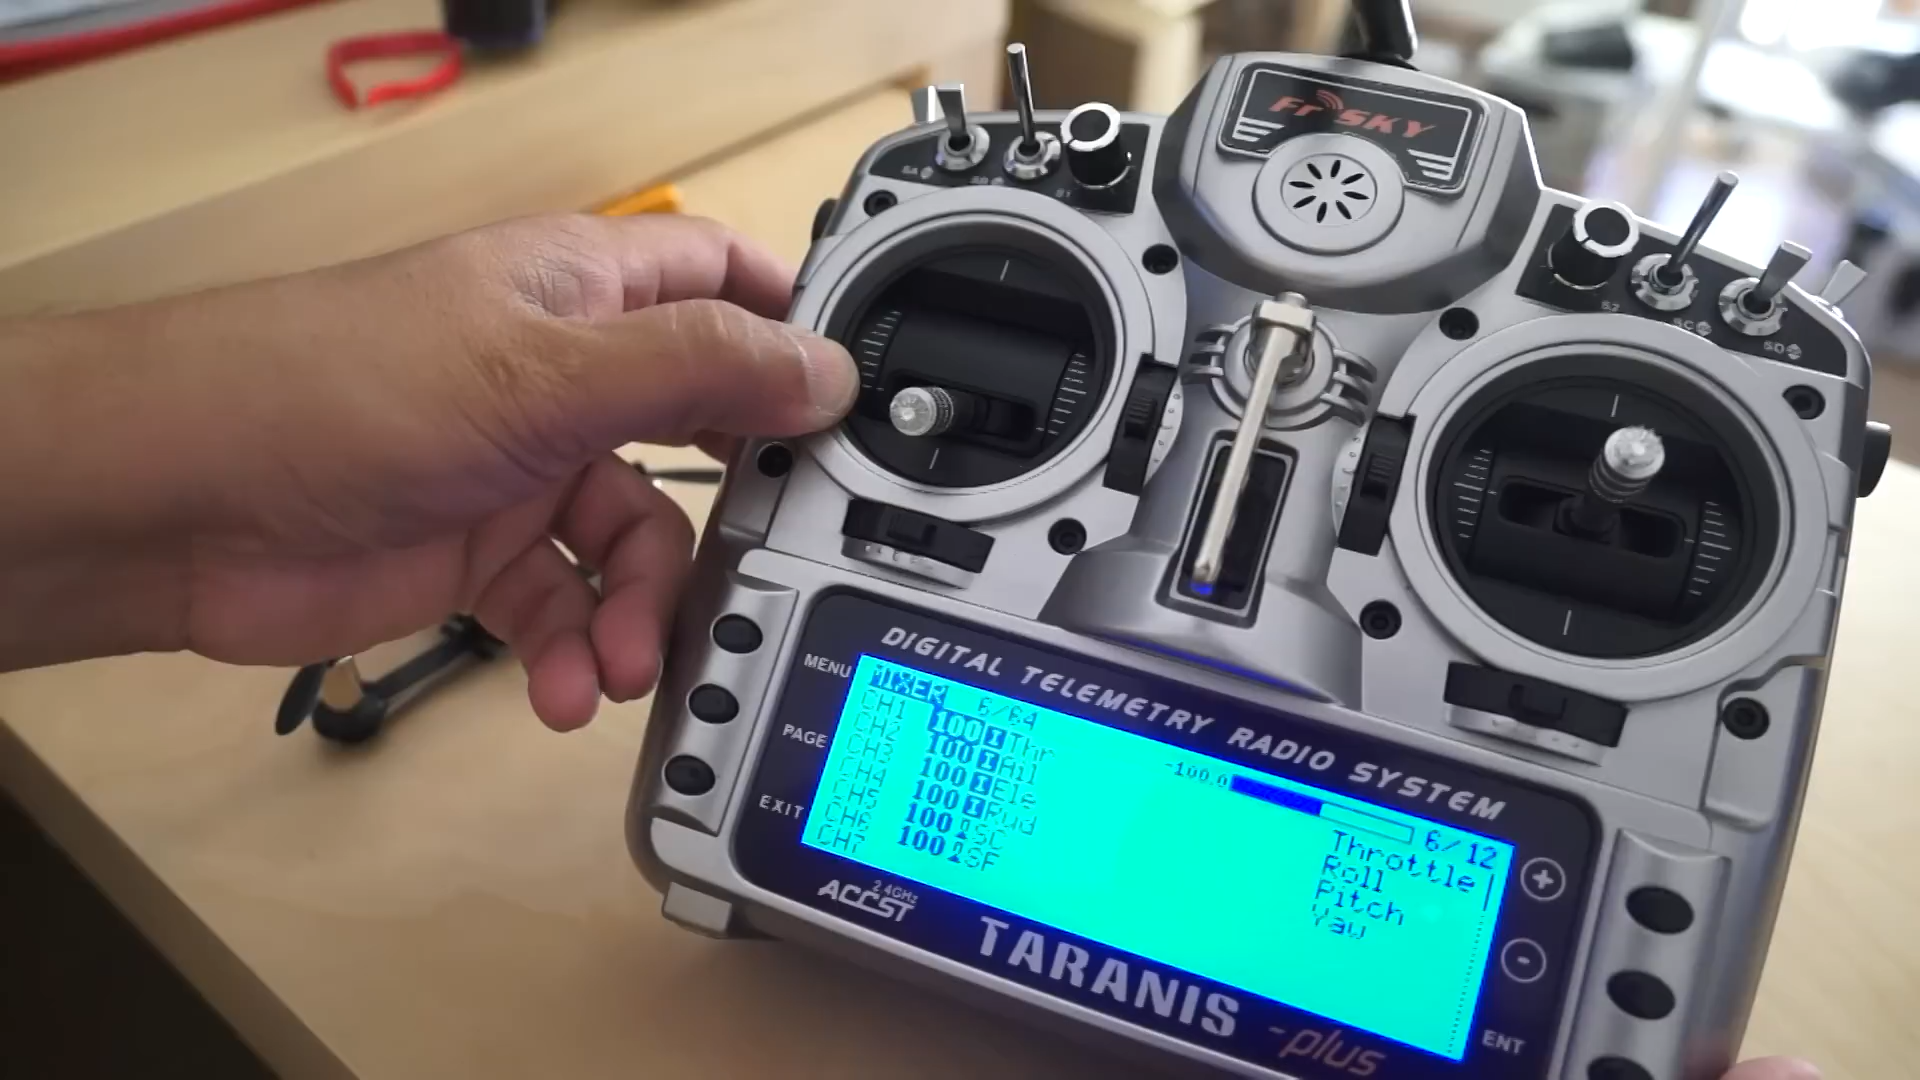 FrSKY
SA
SB
S1
S2
SC
SD
DIGITAL TELEMETRY RADIO SYSTEM
MENU
PAGE
EXIT
MIXER 6/64
-100.0
6/12
CH1 100 I Thr Throttle
CH2 100 I Ail Roll
CH3 100 I Ele Pitch
CH4 100 I Rud Yaw
CH5 100 SC
CH6 100 SF
CH7
+
-
ENT
2.4GHz
ACCST
TARANIS
-plus